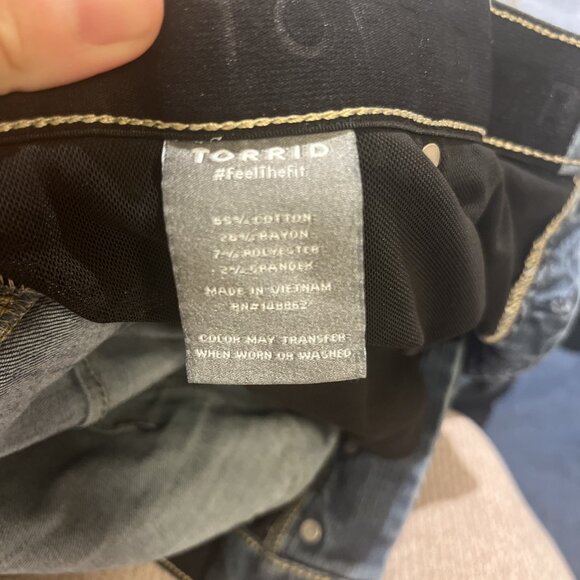 TORRID
#FeelTheFit
65% COTTON
26% RAYON
7% POLYESTER
2% SPANDEX
MADE IN VIETNAM
RN#148862
COLOR MAY TRANSFER
WHEN WORN OR WASHED